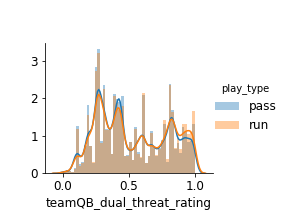 3
2
1
0
0.0 0.5 1.0
teamQB_dual_threat_rating
play_type
pass
run